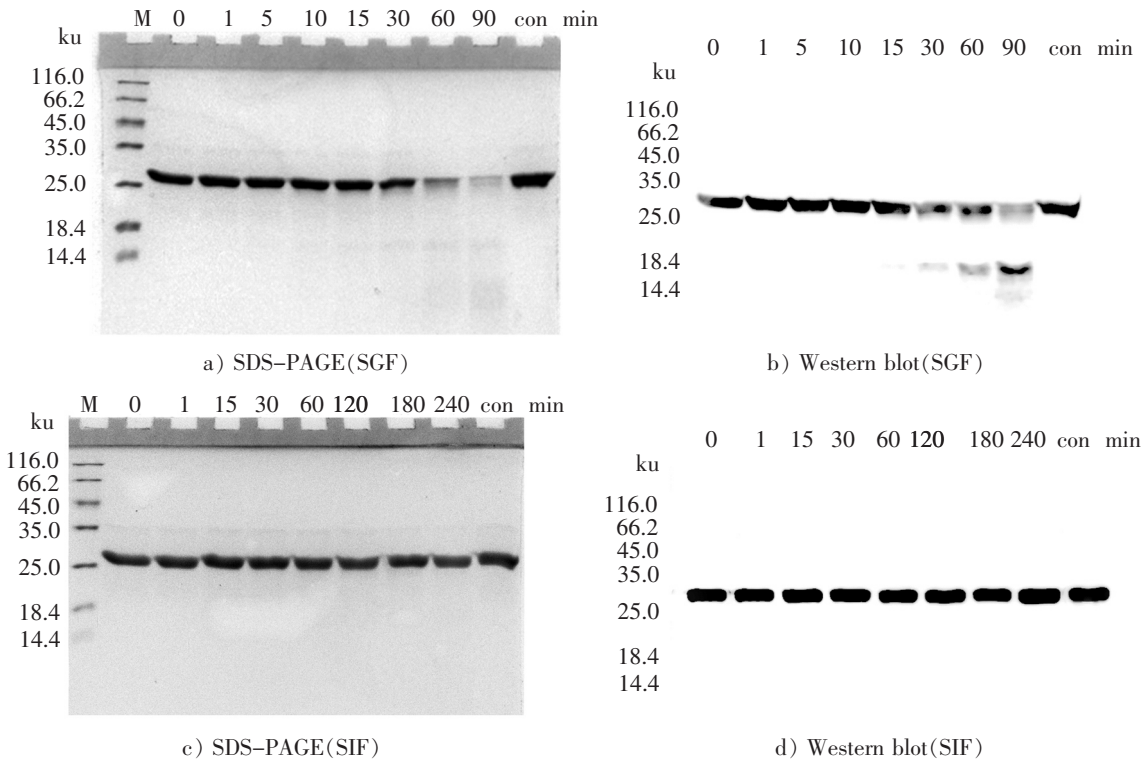 M 0 1 5 10 15 30 60 90 con min
ku
116.0
66.2
45.0
35.0
25.0
18.4
14.4
a) SDS-PAGE(SGF)
0 1 5 10 15 30 60 90 con min
ku
116.0
66.2
45.0
35.0
25.0
18.4
14.4
b) Western blot(SGF)
M 0 1 15 30 60 120 180 240 con min
ku
116.0
66.2
45.0
35.0
25.0
18.4
14.4
c) SDS-PAGE(SIF)
0 1 15 30 60 120 180 240 con min
ku
116.0
66.2
45.0
35.0
25.0
18.4
14.4
d) Western blot(SIF)